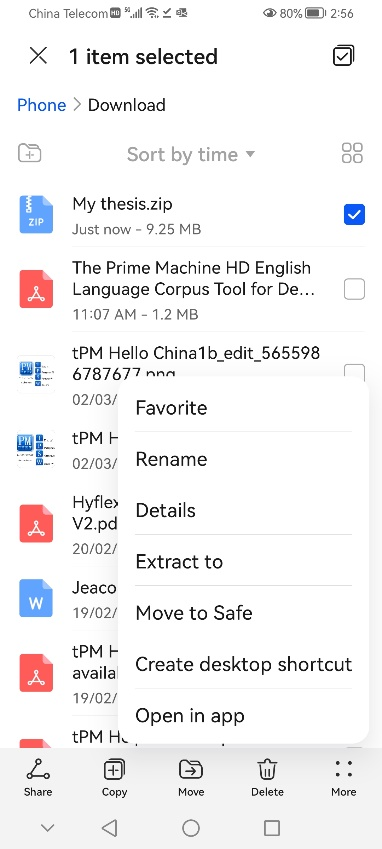 China Telecom HD 5G 80% 2:56
1 item selected
Phone > Download
Sort by time
ZIP
My thesis.zip
Just now - 9.25 MB
The Prime Machine HD English
Language Corpus Tool for De...
11:07 AM - 1.2 MB
tPM Hello China1b_edit_565598
6787677.png
02/03/
tPM H
02/03/
Hyflex
V2.pd
20/02/
W
Jeaco
19/02/
tPM H
availa
19/02/
tPM H
Favorite
Rename
Details
Extract to
Move to Safe
Create desktop shortcut
Open in app
Share
Copy
Move
Delete
More